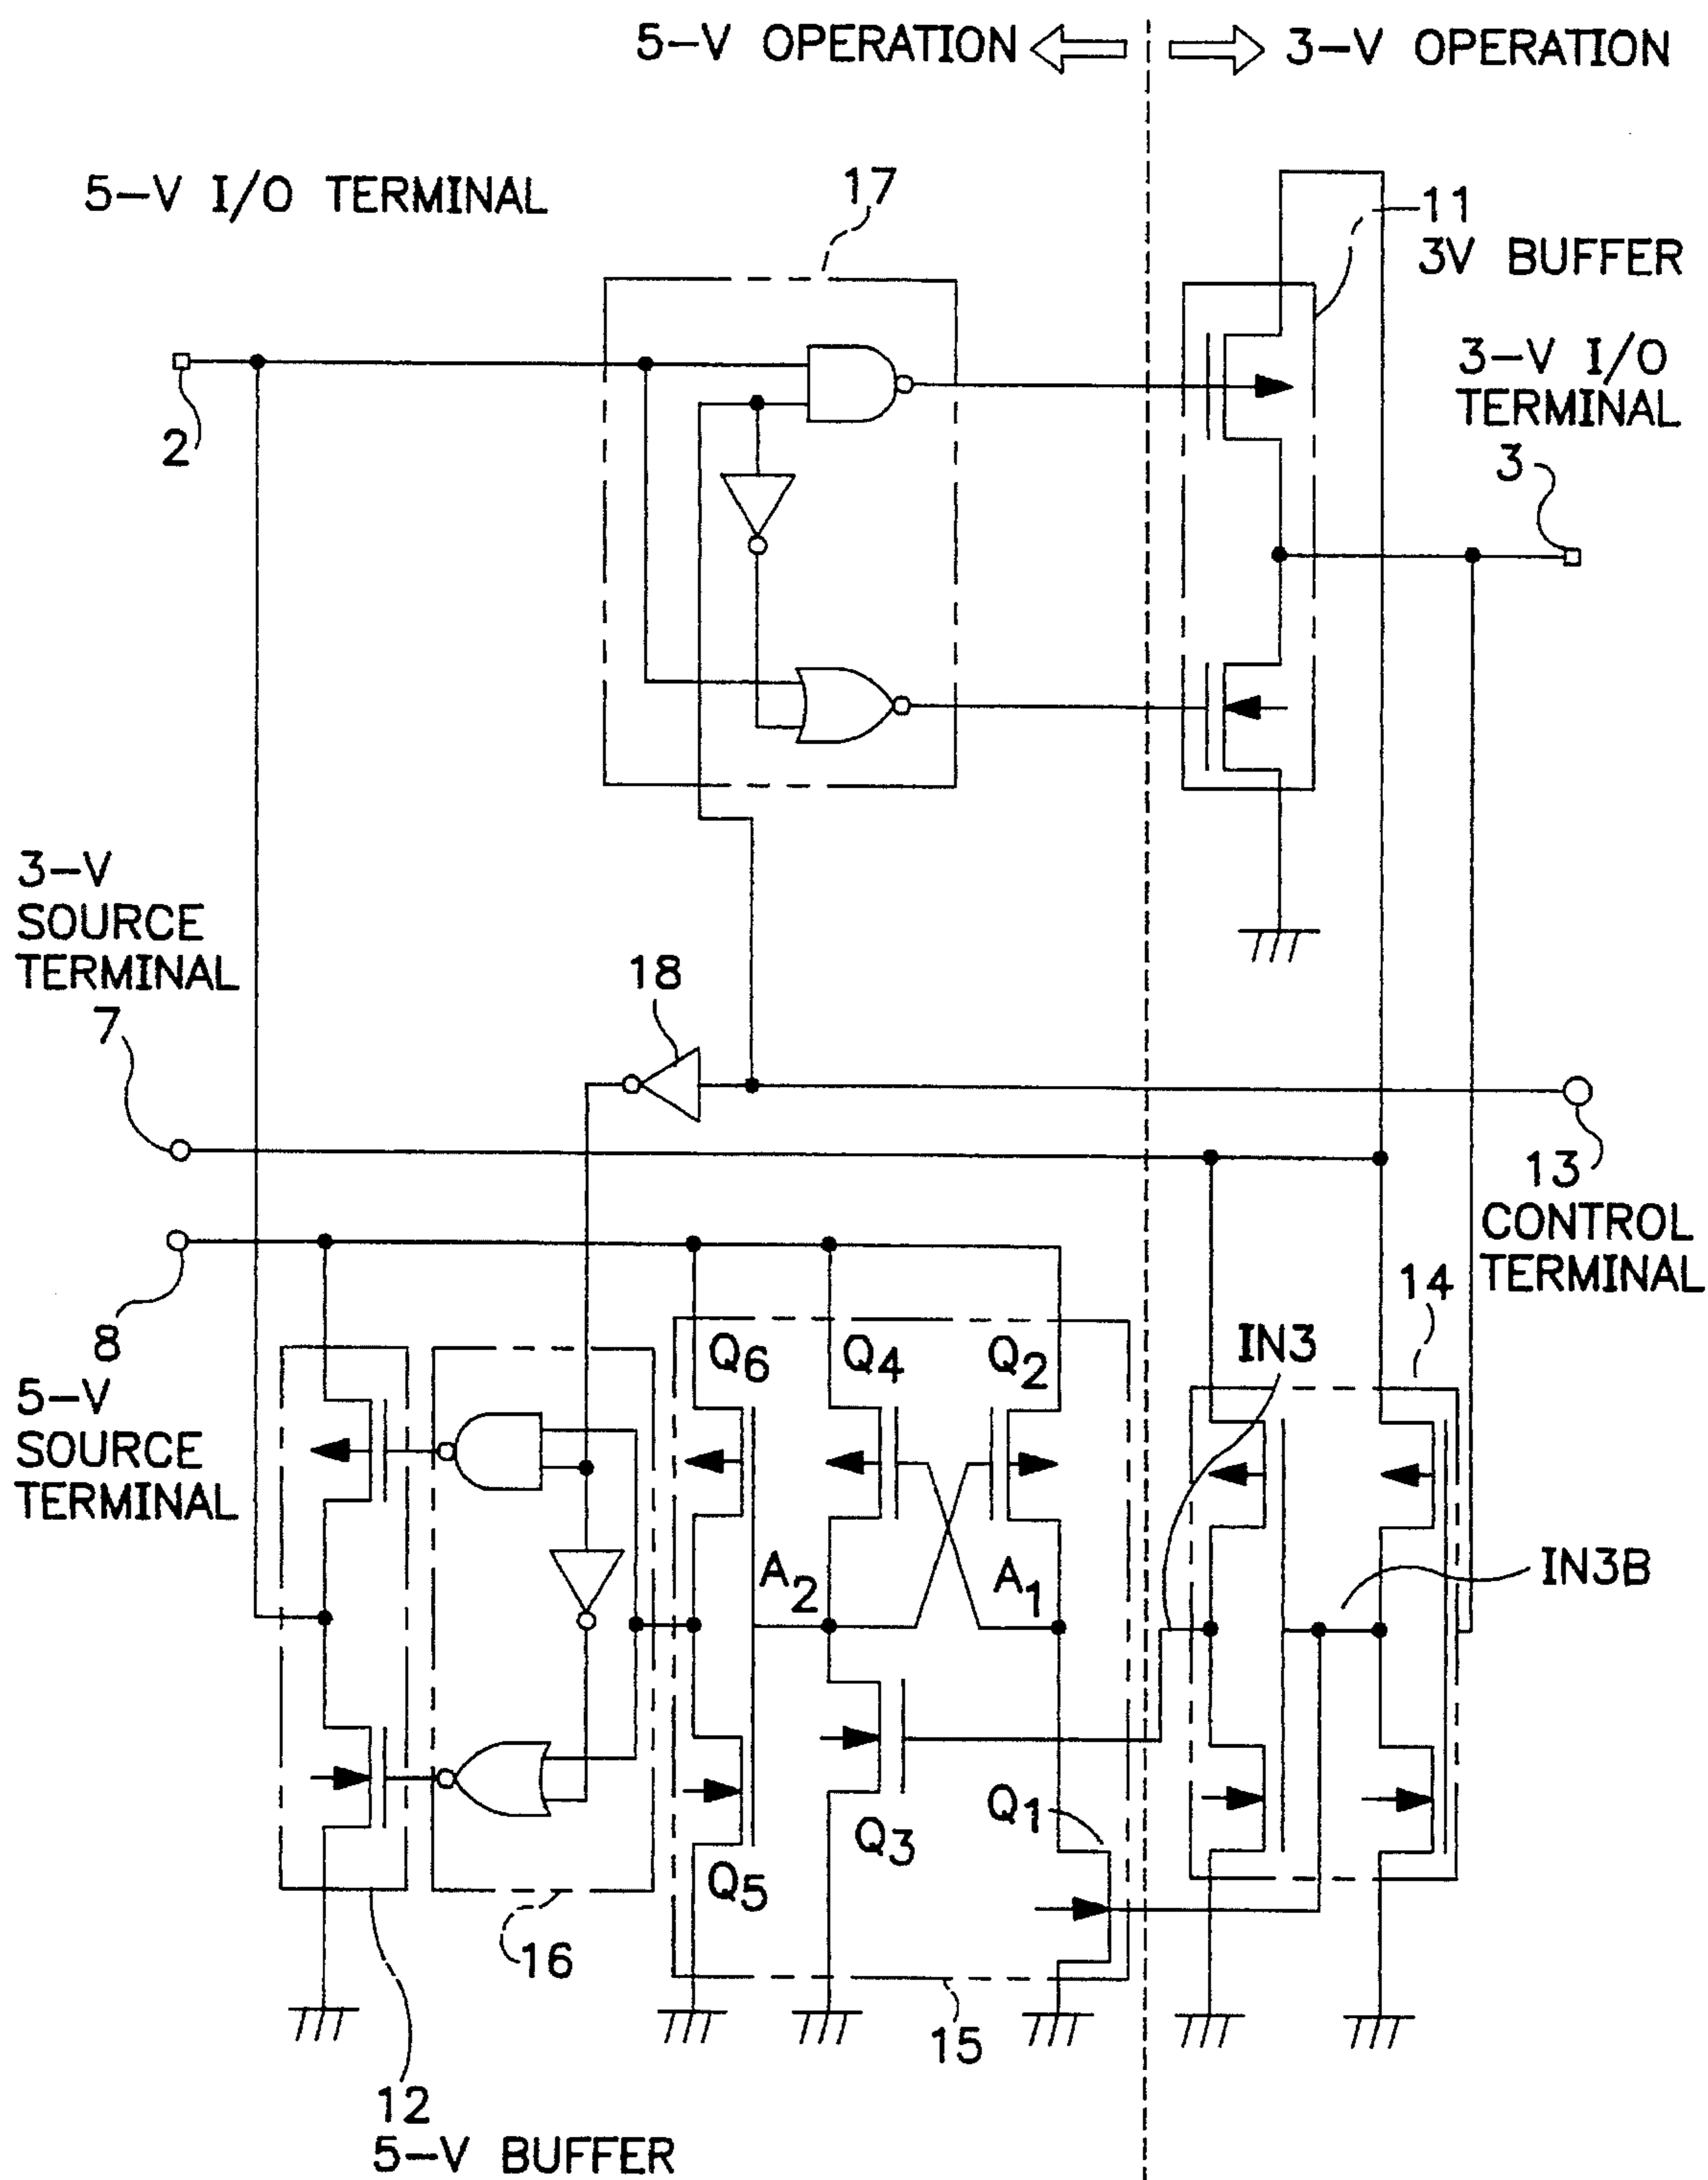 5-V OPERATION
3-V OPERATION
5-V I/O TERMINAL
17
11
3V BUFFER
3-V I/O
TERMINAL
3
2
3-V
SOURCE
TERMINAL
7
18
13
CONTROL
TERMINAL
8
5-V
SOURCE
TERMINAL
14
IN3
Q6
Q4
Q2
A2
A1
IN3B
Q1
Q3
Q5
16
15
12
5-V BUFFER